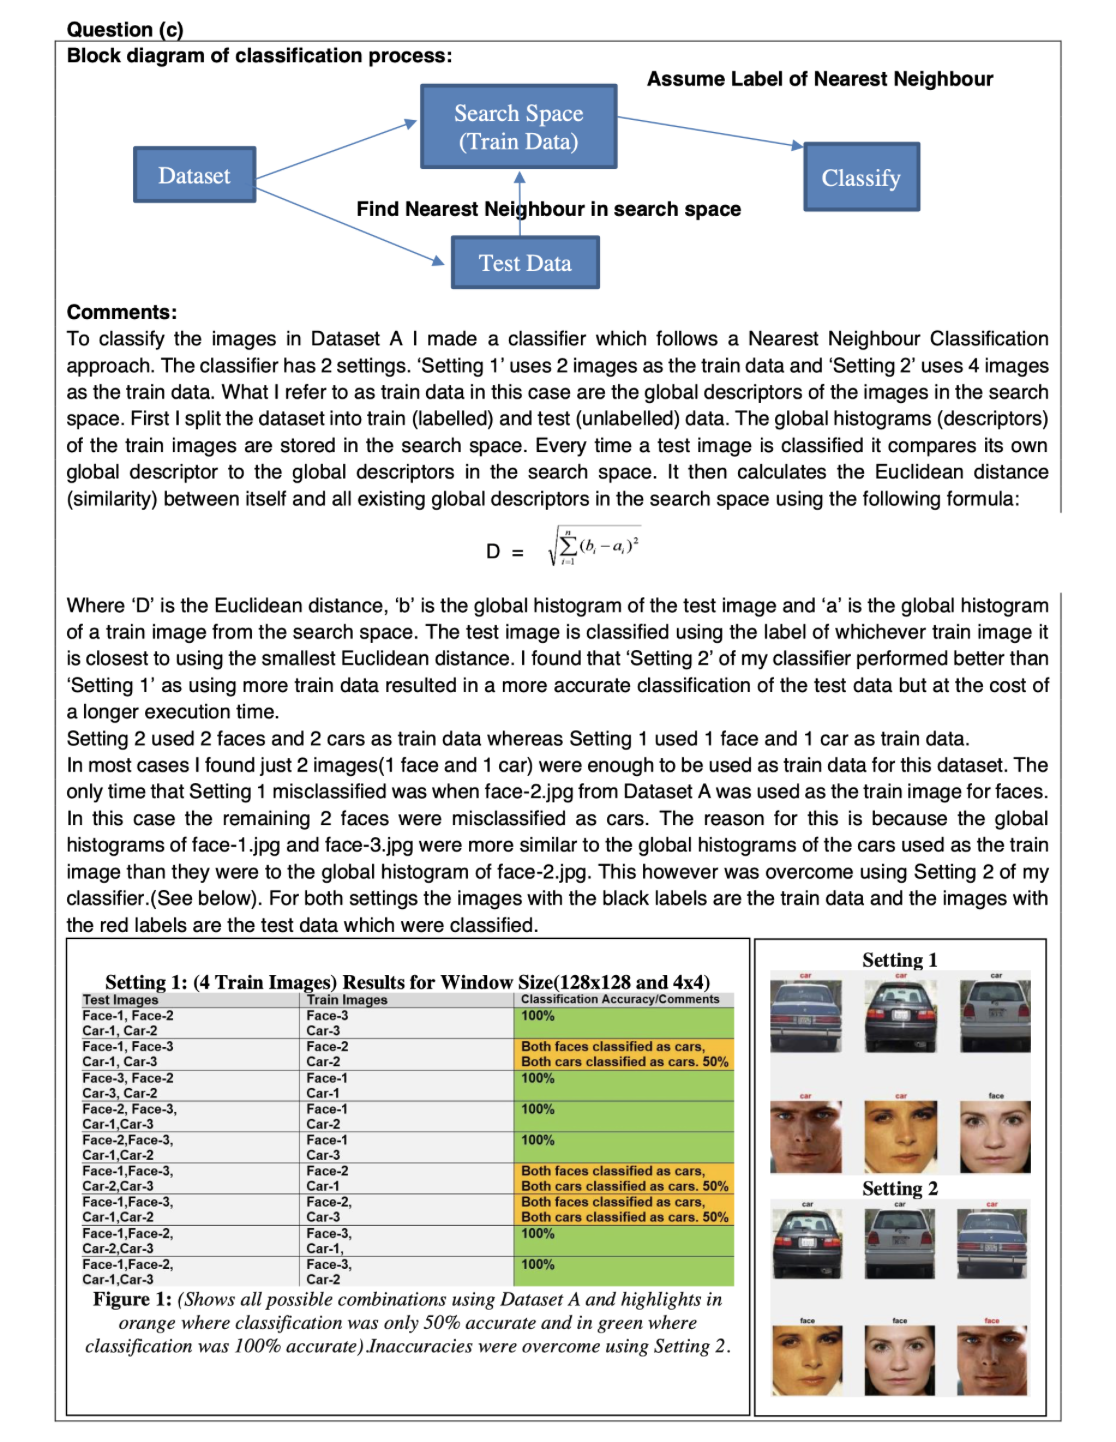 Question (c)
Block diagram of classification process:
Assume Label of Nearest Neighbour
Search Space
(Train Data)
Dataset
Classify
Find Nearest Neighbour in search space
Test Data
Comments:
To classify the images in Dataset A I made a classifier which follows a Nearest Neighbour Classification
approach. The classifier has 2 settings. ‘Setting 1’ uses 2 images as the train data and ‘Setting 2’ uses 4 images
as the train data. What I refer to as train data in this case are the global descriptors of the images in the search
space. First I split the dataset into train (labelled) and test (unlabelled) data. The global histograms (descriptors)
of the train images are stored in the search space. Every time a test image is classified it compares its own
global descriptor to the global descriptors in the search space. It then calculates the Euclidean distance
(similarity) between itself and all existing global descriptors in the search space using the following formula:
D = √∑ⁿᵢ₌₁(bᵢ − aᵢ)²
Where ‘D’ is the Euclidean distance, ‘b’ is the global histogram of the test image and ‘a’ is the global histogram
of a train image from the search space. The test image is classified using the label of whichever train image it
is closest to using the smallest Euclidean distance. I found that ‘Setting 2’ of my classifier performed better than
‘Setting 1’ as using more train data resulted in a more accurate classification of the test data but at the cost of
a longer execution time.
Setting 2 used 2 faces and 2 cars as train data whereas Setting 1 used 1 face and 1 car as train data.
In most cases I found just 2 images(1 face and 1 car) were enough to be used as train data for this dataset. The
only time that Setting 1 misclassified was when face-2.jpg from Dataset A was used as the train image for faces.
In this case the remaining 2 faces were misclassified as cars. The reason for this is because the global
histograms of face-1.jpg and face-3.jpg were more similar to the global histograms of the cars used as the train
image than they were to the global histogram of face-2.jpg. This however was overcome using Setting 2 of my
classifier.(See below). For both settings the images with the black labels are the train data and the images with
the red labels are the test data which were classified.
Setting 1: (4 Train Images) Results for Window Size(128x128 and 4x4)
Test Images Train Images Classification Accuracy/Comments
Face-1, Face-2 Face-3 100%
Car-1, Car-2 Car-3
Face-1, Face-3 Face-2 Both faces classified as cars,
Car-1, Car-3 Car-2 Both cars classified as cars. 50%
Face-3, Face-2 Face-1 100%
Car-3, Car-2 Car-1
Face-2, Face-3, Face-1 100%
Car-1,Car-3 Car-2
Face-2,Face-3, Face-1 100%
Car-1,Car-2 Car-3
Face-1,Face-3, Face-2 Both faces classified as cars,
Car-2,Car-3 Car-1 Both cars classified as cars. 50%
Face-1,Face-3, Face-2, Both faces classified as cars,
Car-1,Car-2 Car-3 Both cars classified as cars. 50%
Face-1,Face-2, Face-3, 100%
Car-2,Car-3 Car-1,
Face-1,Face-2, Face-3, 100%
Car-1,Car-3 Car-2
Figure 1: (Shows all possible combinations using Dataset A and highlights in
orange where classification was only 50% accurate and in green where
classification was 100% accurate).Inaccuracies were overcome using Setting 2.
Setting 1
car car car
car car face
Setting 2
car car car
face face face